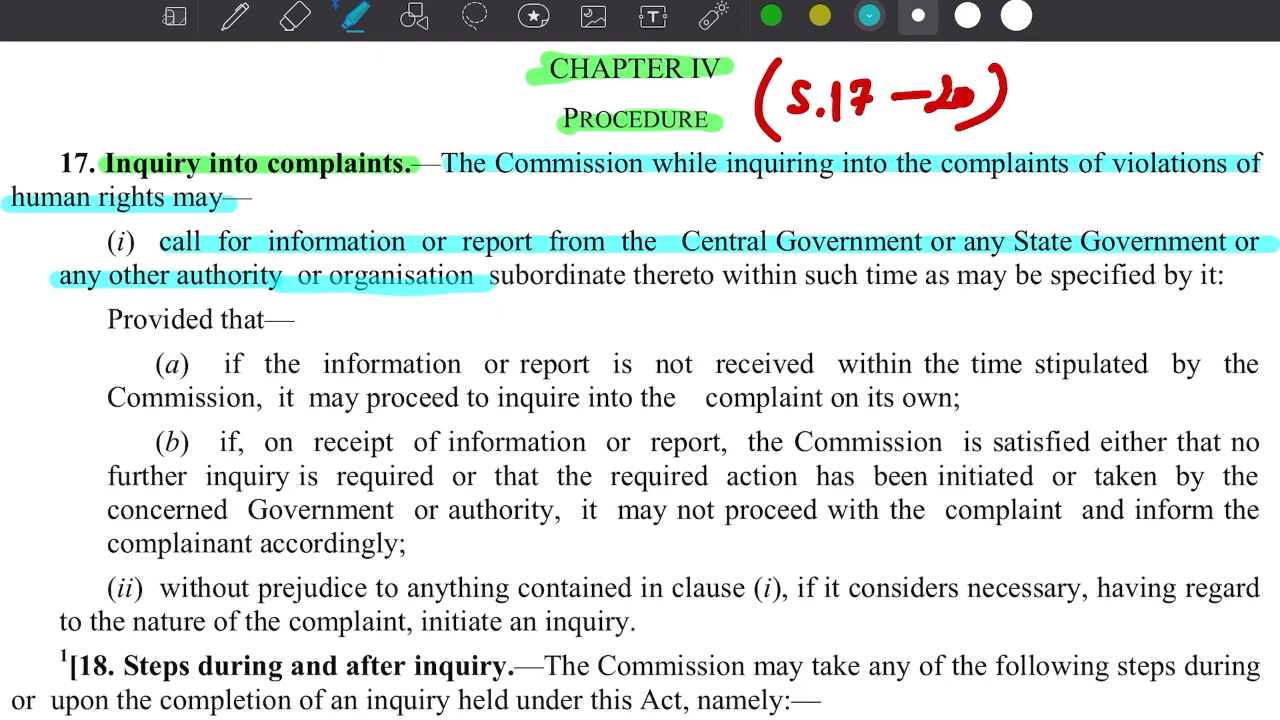 CHAPTER IV
PROCEDURE
(S.17 — 20)
17. Inquiry into complaints.—The Commission while inquiring into the complaints of violations of
human rights may—
(i) call for information or report from the Central Government or any State Government or
any other authority or organisation subordinate thereto within such time as may be specified by it:
Provided that—
(a) if the information or report is not received within the time stipulated by the
Commission, it may proceed to inquire into the complaint on its own;
(b) if, on receipt of information or report, the Commission is satisfied either that no
further inquiry is required or that the required action has been initiated or taken by the
concerned Government or authority, it may not proceed with the complaint and inform the
complainant accordingly;
(ii) without prejudice to anything contained in clause (i), if it considers necessary, having regard
to the nature of the complaint, initiate an inquiry.
1[18. Steps during and after inquiry.—The Commission may take any of the following steps during
or upon the completion of an inquiry held under this Act, namely:—